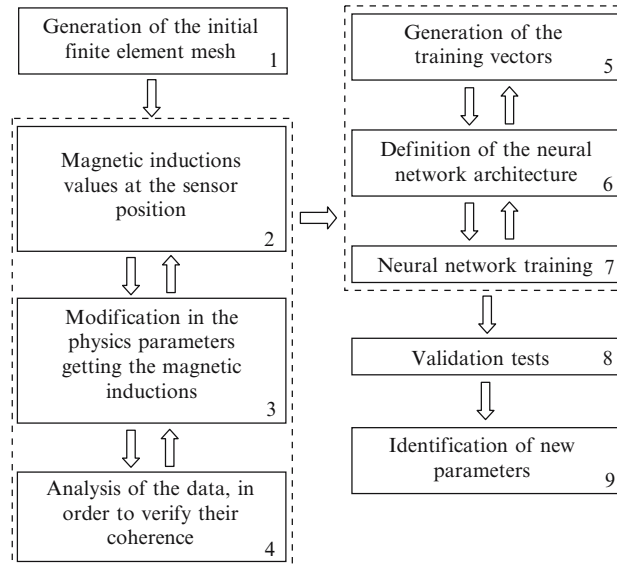 Generation of the initial
finite element mesh
1
Magnetic inductions
values at the sensor
position
2
Modification in the
physics parameters
getting the magnetic
inductions
3
Analysis of the data, in
order to verify their
coherence
4
Generation of the
training vectors
5
Definition of the neural
network architecture
6
Neural network training 7
Validation tests 8
Identification of new
parameters
9